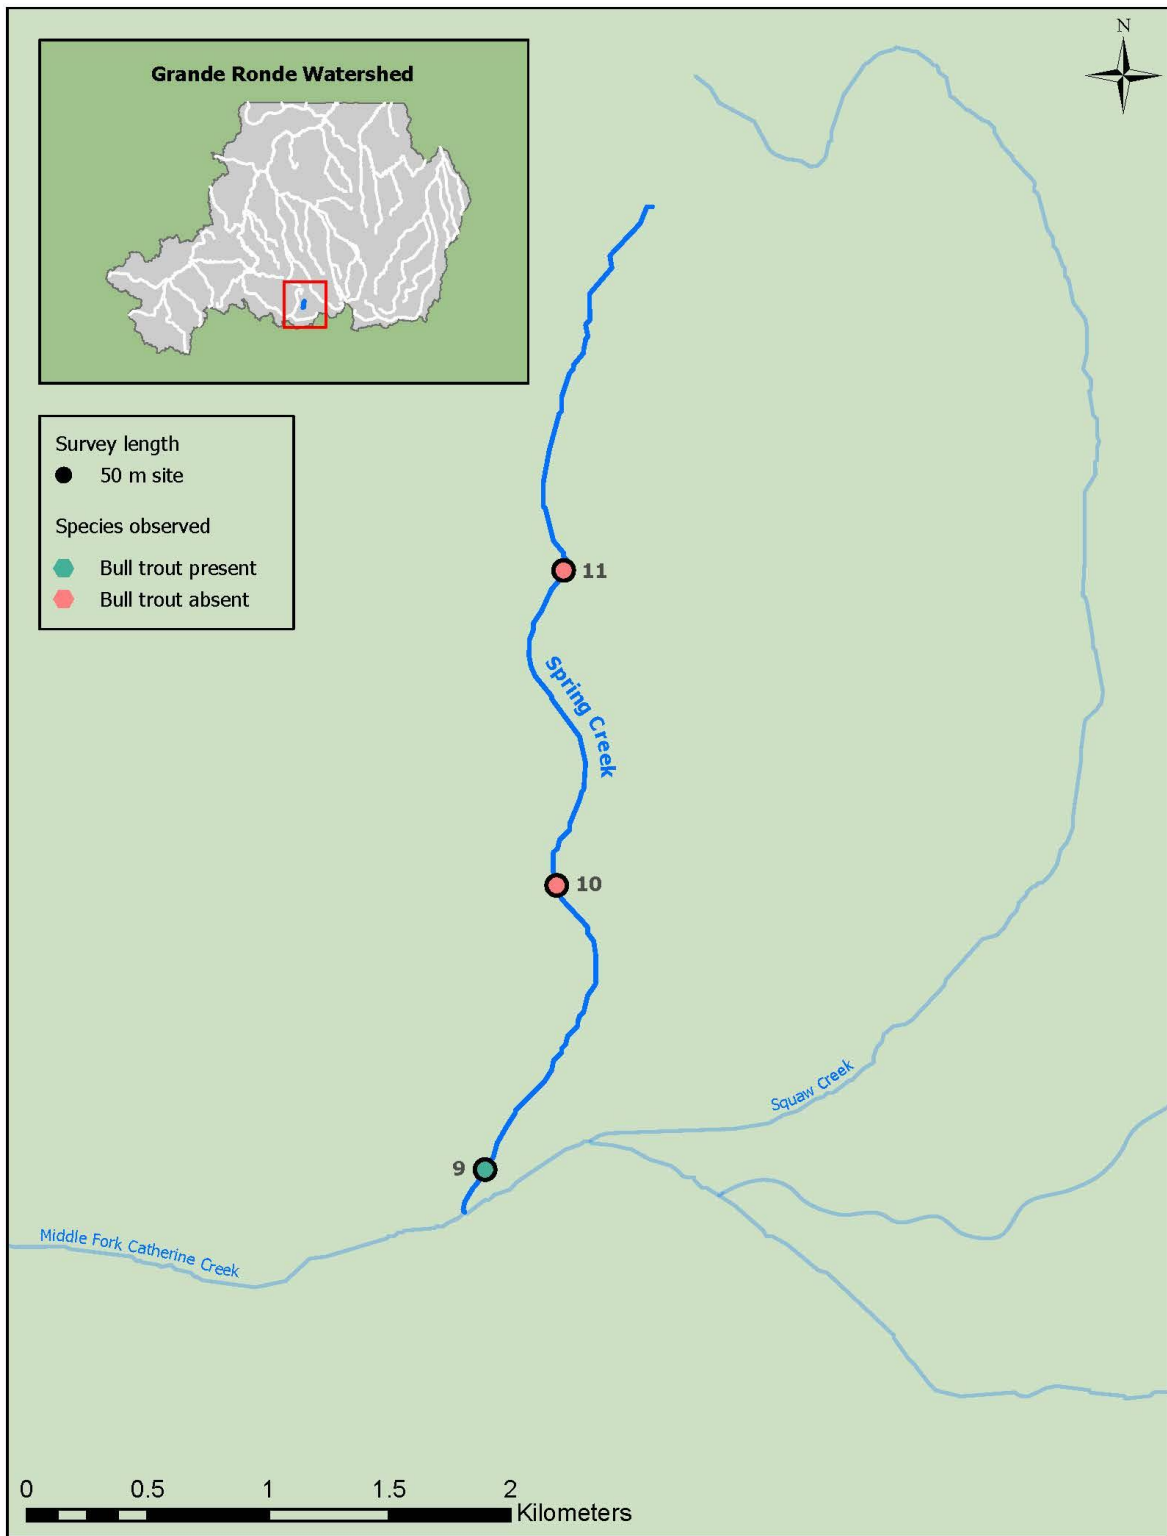 N
Grande Ronde Watershed
Survey length
50 m site
Species observed
Bull trout present
Bull trout absent
11
Spring Creek
10
Squaw Creek
9
Middle Fork Catherine Creek
0 0.5 1 1.5 2
Kilometers